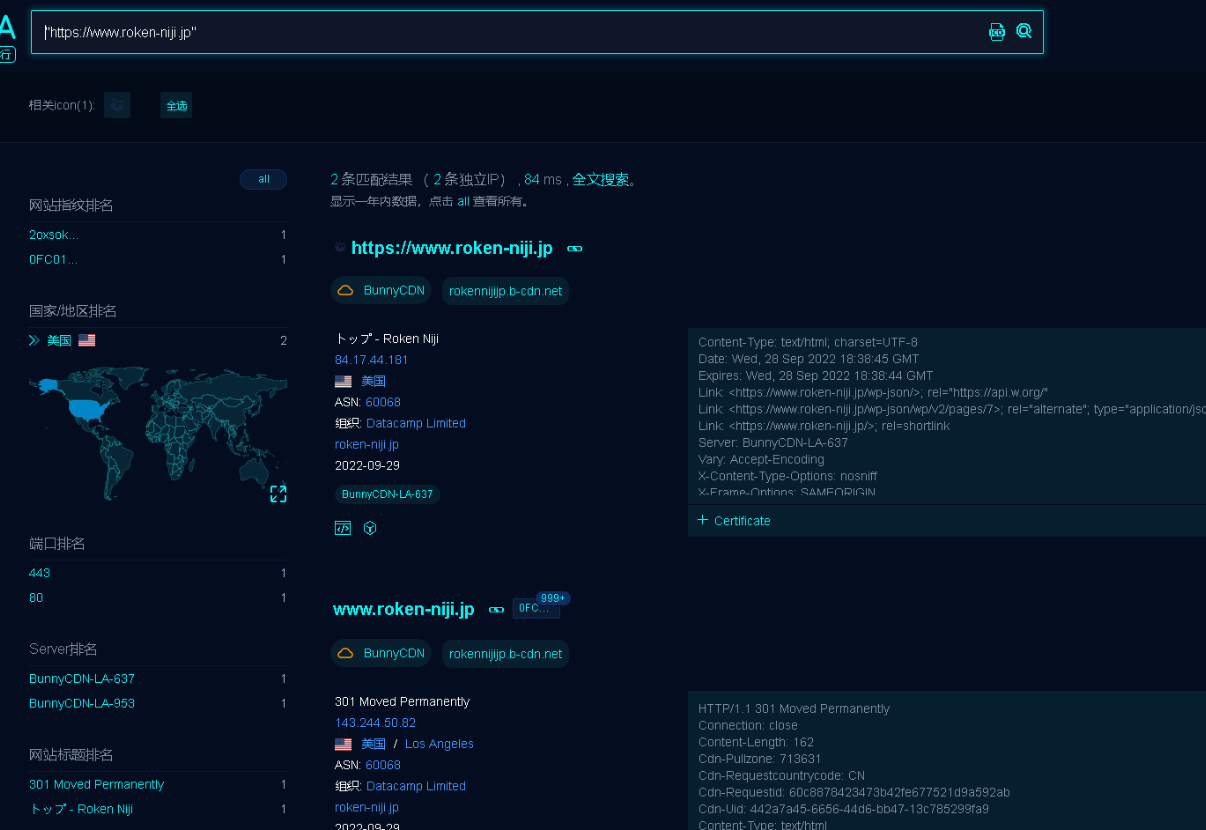 A
行
"https://www.roken-niji.jp"
相关icon(1):
全选
all
网站指纹排名
2oxsok... 1
0FC01... 1
国家/地区排名
美国 2
端口排名
443 1
80 1
Server排名
BunnyCDN-LA-637 1
BunnyCDN-LA-953 1
网站标题排名
301 Moved Permanently 1
トップ - Roken Niji 1
2 条匹配结果 （ 2 条独立IP） , 84 ms , 全文搜索。
显示一年内数据，点击 all 查看所有。
https://www.roken-niji.jp
BunnyCDN rokennijijp.b-cdn.net
トップ - Roken Niji
84.17.44.181
美国
ASN: 60068
组织: Datacamp Limited
roken-niji.jp
2022-09-29
BunnyCDN-LA-637
Content-Type: text/html; charset=UTF-8
Date: Wed, 28 Sep 2022 18:38:45 GMT
Expires: Wed, 28 Sep 2022 18:38:44 GMT
Link: <https://www.roken-niji.jp/wp-json/>; rel="https://api.w.org/"
Link: <https://www.roken-niji.jp/wp-json/wp/v2/pages/7>; rel="alternate"; type="application/jso
Link: <https://www.roken-niji.jp/>; rel=shortlink
Server: BunnyCDN-LA-637
Vary: Accept-Encoding
X-Content-Type-Options: nosniff
X-Frame-Options: SAMEORIGIN
+ Certificate
www.roken-niji.jp 0FC... 999+
BunnyCDN rokennijijp.b-cdn.net
301 Moved Permanently
143.244.50.82
美国 / Los Angeles
ASN: 60068
组织: Datacamp Limited
roken-niji.jp
2022-09-29
HTTP/1.1 301 Moved Permanently
Connection: close
Content-Length: 162
Cdn-Pullzone: 713631
Cdn-Requestcountrycode: CN
Cdn-Requestid: 60c8878423473b42fe677521d9a592ab
Cdn-Uid: 442a7a45-6656-44d6-bb47-13c785299fa9
Content-Type: text/html